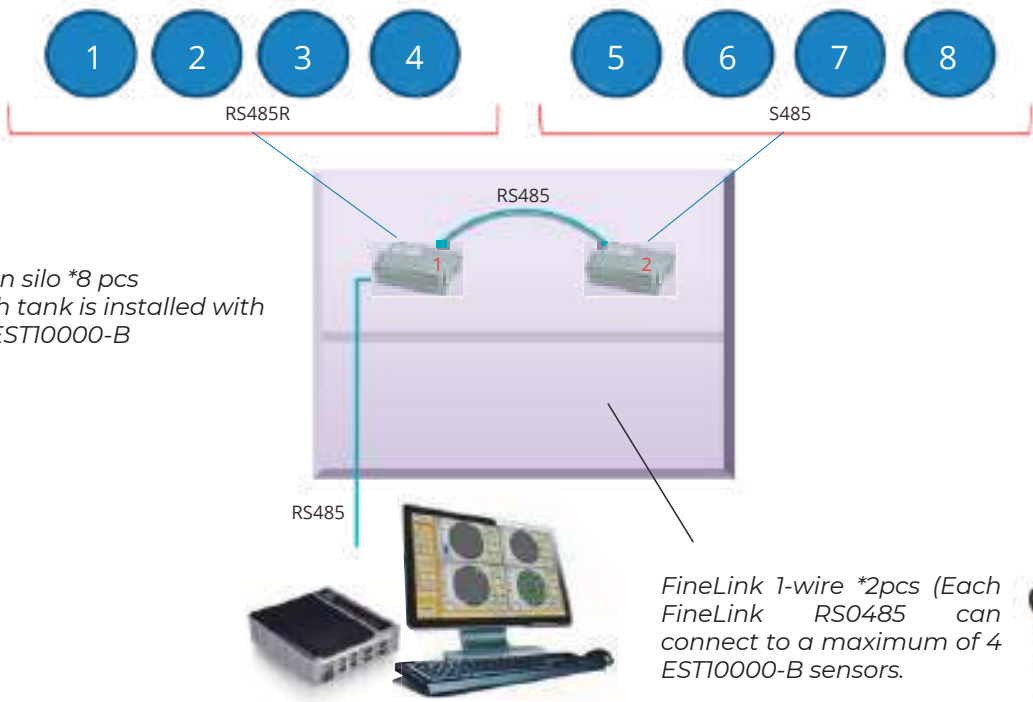 1 2 3 4 5 6 7 8
RS485R S485
RS485
1 2
silo *8 pcs
tank is installed with
EST10000-B
RS485
FineLink 1-wire *2pcs (Each
FineLink RS0485 can
connect to a maximum of 4
EST10000-B sensors.